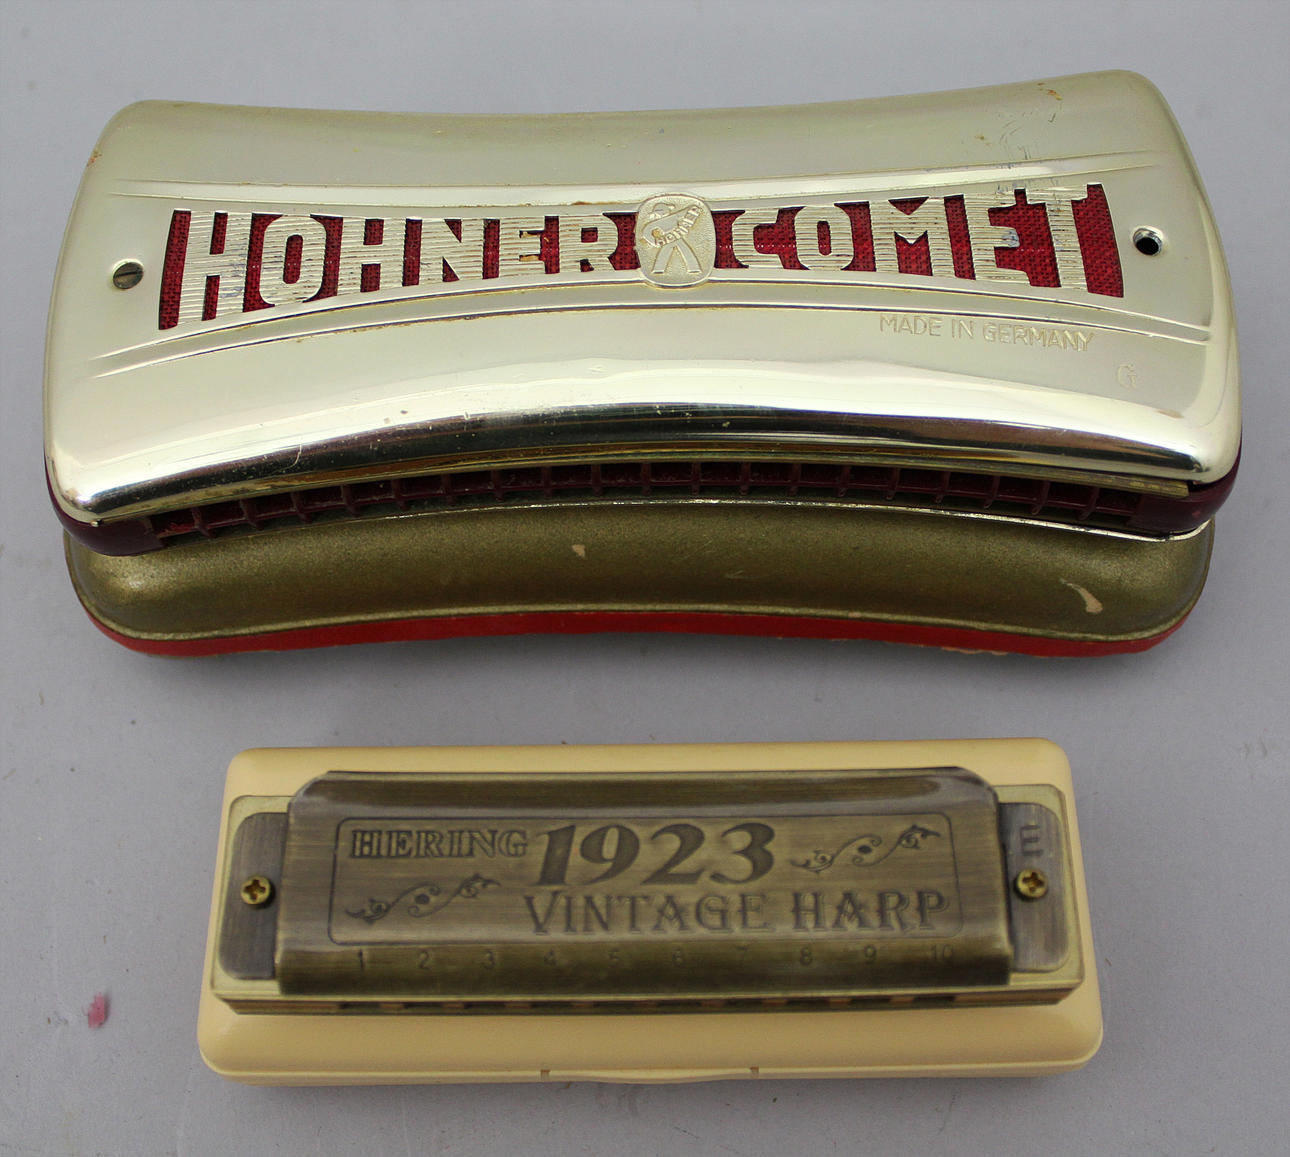 HOHNER HOHNER COMET
MADE IN GERMANY
G
HERING 1923
E
VINTAGE HARP
1 2 3 4 5 6 7 8 9 10